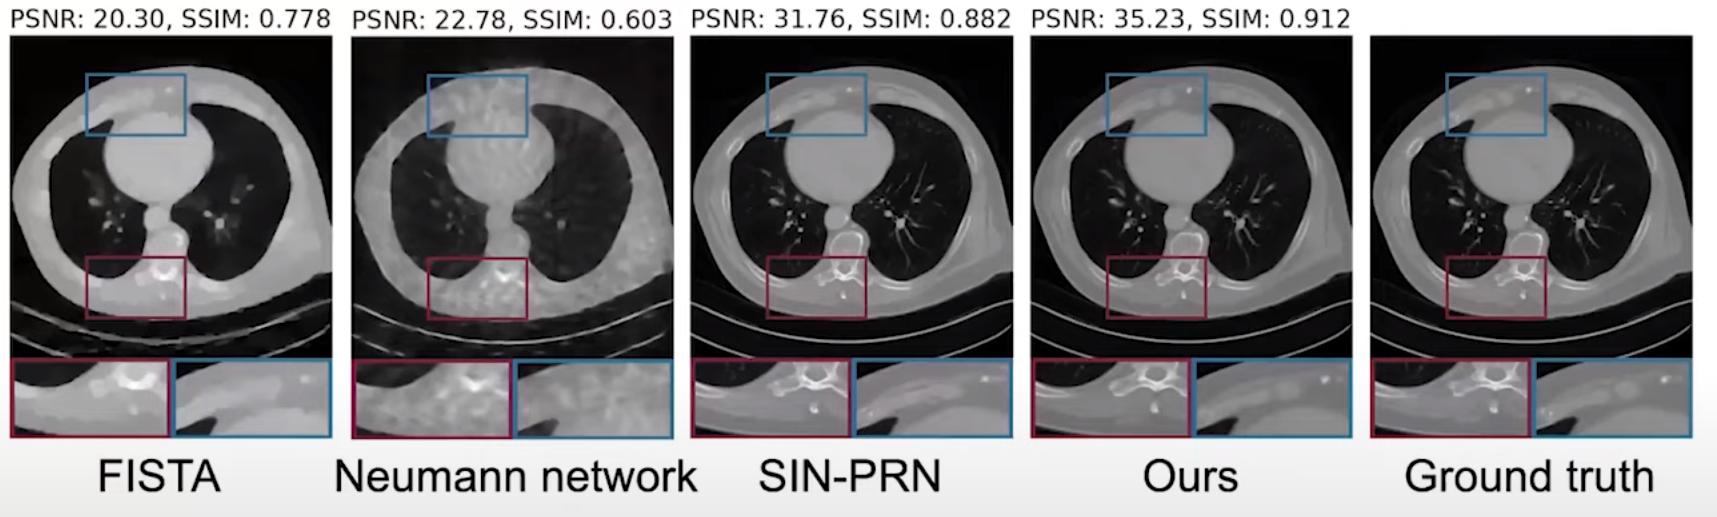 PSNR: 20.30, SSIM: 0.778
PSNR: 22.78, SSIM: 0.603
PSNR: 31.76, SSIM: 0.882
PSNR: 35.23, SSIM: 0.912
FISTA
Neumann network
SIN-PRN
Ours
Ground truth